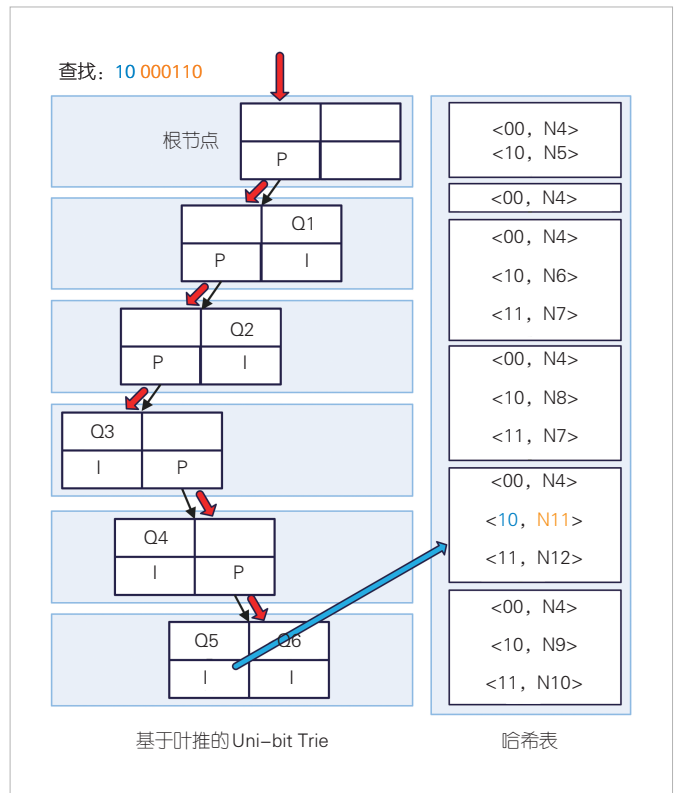 查找：10 000110
根节点
P
Q1
P I
Q2
P I
Q3
I P
Q4
I P
Q5 Q6
I I
<00，N4>
<10，N5>
<00，N4>
<00，N4>
<10，N6>
<11，N7>
<00，N4>
<10，N8>
<11，N7>
<00，N4>
<10，N11>
<11，N12>
<00，N4>
<10，N9>
<11，N10>
基于叶推的Uni-bit Trie
哈希表